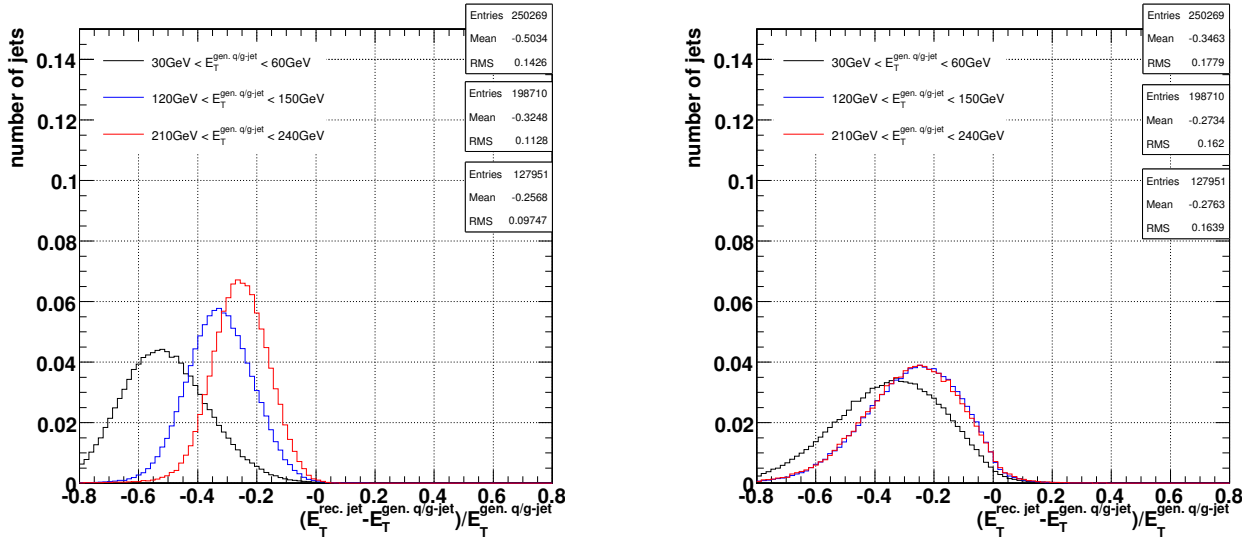 number of jets
0.14
0.12
0.1
0.08
0.06
0.04
0.02
0
-0.8 -0.6 -0.4 -0.2 -0 0.2 0.4 0.6 0.8
(E_T^rec. jet -E_T^gen. q/g-jet)/E_T^gen. q/g-jet
30GeV < E_T^gen. q/g-jet < 60GeV
120GeV < E_T^gen. q/g-jet < 150GeV
210GeV < E_T^gen. q/g-jet < 240GeV
Entries 250269
Mean -0.5034
RMS 0.1426
Entries 198710
Mean -0.3248
RMS 0.1128
Entries 127951
Mean -0.2568
RMS 0.09747
number of jets
0.14
0.12
0.1
0.08
0.06
0.04
0.02
0
-0.8 -0.6 -0.4 -0.2 -0 0.2 0.4 0.6 0.8
(E_T^rec. jet -E_T^gen. q/g-jet)/E_T^gen. q/g-jet
30GeV < E_T^gen. q/g-jet < 60GeV
120GeV < E_T^gen. q/g-jet < 150GeV
210GeV < E_T^gen. q/g-jet < 240GeV
Entries 250269
Mean -0.3463
RMS 0.1779
Entries 198710
Mean -0.2734
RMS 0.162
Entries 127951
Mean -0.2763
RMS 0.1639